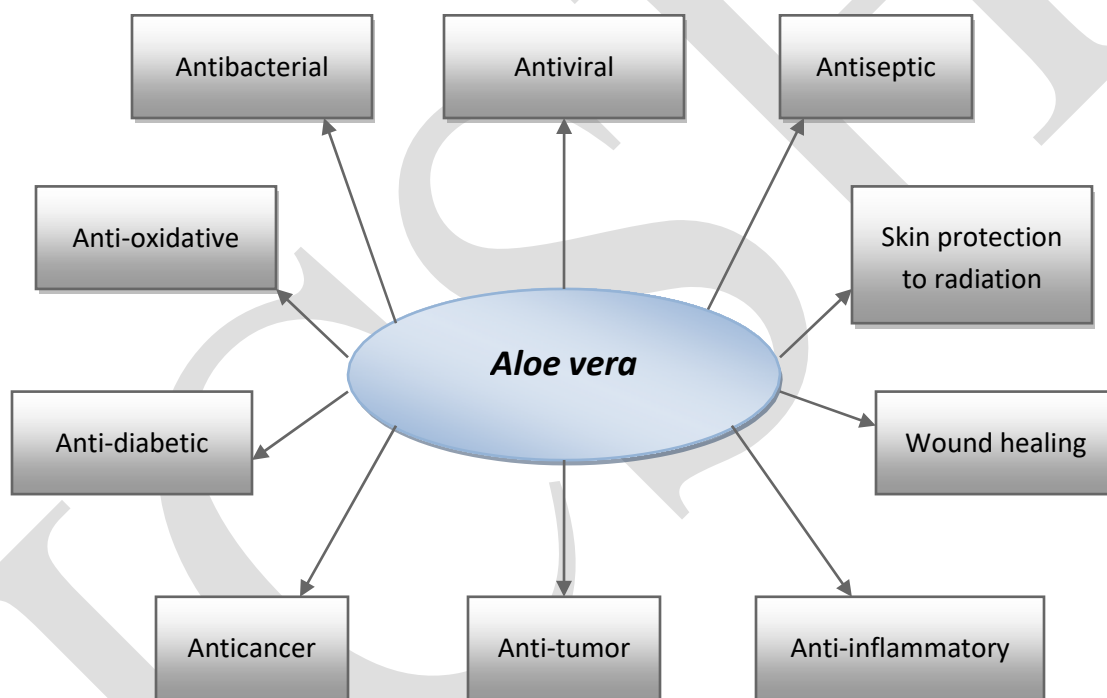 Antibacterial
Antiviral
Antiseptic
Anti-oxidative
Skin protection
to radiation
Aloe vera
Anti-diabetic
Wound healing
Anticancer
Anti-tumor
Anti-inflammatory